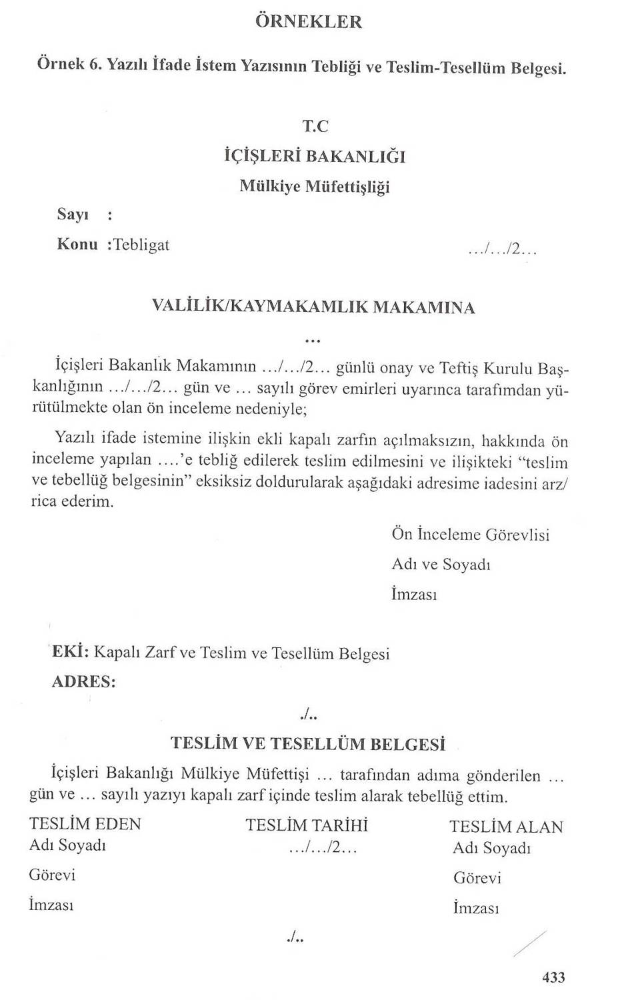 ÖRNEKLER
Örnek 6. Yazılı İfade İstem Yazısının Tebliği ve Teslim-Tesellüm Belgesi.
T.C
İÇİŞLERİ BAKANLIĞI
Mülkiye Müfettişliği
Sayı :
Konu :Tebligat .../.../2...
VALİLİK/KAYMAKAMLIK MAKAMINA
...
İçişleri Bakanlık Makamının .../.../2... günlü onay ve Teftiş Kurulu Baş-
kanlığının .../.../2... gün ve ... sayılı görev emirleri uyarınca tarafımdan yü-
rütülmekte olan ön inceleme nedeniyle;
Yazılı ifade istemine ilişkin ekli kapalı zarfın açılmaksızın, hakkında ön
inceleme yapılan ....’e tebliğ edilerek teslim edilmesini ve ilişikteki “teslim
ve tebellüğ belgesinin” eksiksiz doldurularak aşağıdaki adresime iadesini arz/
rica ederim.
Ön İnceleme Görevlisi
Adı ve Soyadı
İmzası
EKİ: Kapalı Zarf ve Teslim ve Tesellüm Belgesi
ADRES:
./..
TESLİM VE TESELLÜM BELGESİ
İçişleri Bakanlığı Mülkiye Müfettişi ... tarafından adıma gönderilen ...
gün ve ... sayılı yazıyı kapalı zarf içinde teslim alarak tebellüğ ettim.
TESLİM EDEN TESLİM TARİHİ TESLİM ALAN
Adı Soyadı .../.../2... Adı Soyadı
Görevi Görevi
İmzası İmzası
./..
433